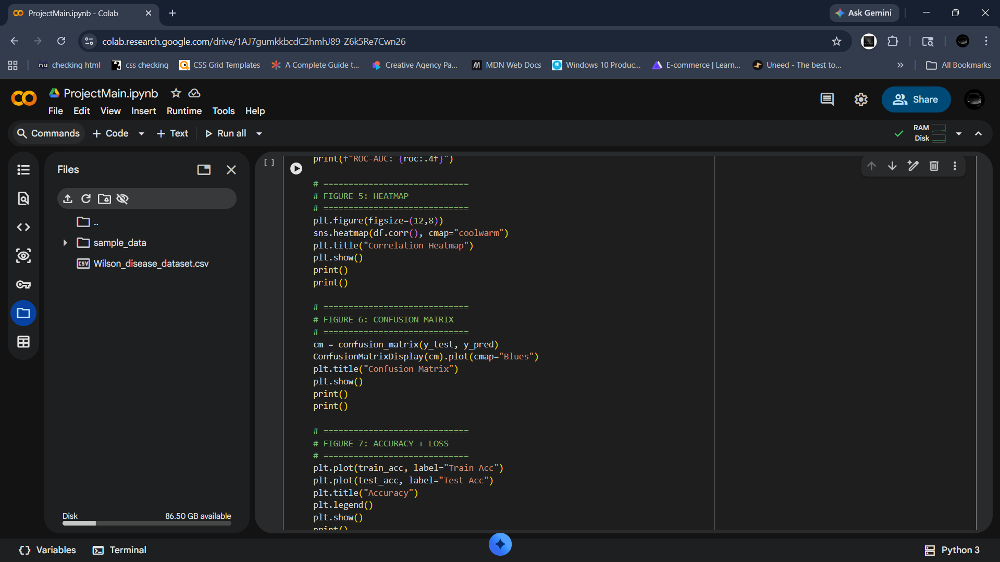 ProjectMain.ipynb - Colab
Ask Gemini
colab.research.google.com/drive/1AJ7gumkkbcdC2hmhJ89-Z6k5Re7Cwn26
nu checking html
css checking
CSS Grid Templates
A Complete Guide t...
Creative Agency Pa...
MDN Web Docs
Windows 10 Produc...
E-commerce | Learn...
Uneed - The best to...
All Bookmarks
ProjectMain.ipynb
File Edit View Insert Runtime Tools Help
Share
Commands + Code + Text Run all
RAM
Disk
Files
..
sample_data
CSV Wilson_disease_dataset.csv
Disk 86.50 GB available
[ ]
print(f"ROC-AUC: {roc:.4f}")
# =============================
# FIGURE 5: HEATMAP
# =============================
plt.figure(figsize=(12,8))
sns.heatmap(df.corr(), cmap="coolwarm")
plt.title("Correlation Heatmap")
plt.show()
print()
print()
# =============================
# FIGURE 6: CONFUSION MATRIX
# =============================
cm = confusion_matrix(y_test, y_pred)
ConfusionMatrixDisplay(cm).plot(cmap="Blues")
plt.title("Confusion Matrix")
plt.show()
print()
print()
# =============================
# FIGURE 7: ACCURACY + LOSS
# =============================
plt.plot(train_acc, label="Train Acc")
plt.plot(test_acc, label="Test Acc")
plt.title("Accuracy")
plt.legend()
plt.show()
print()
{} Variables
Terminal
Python 3